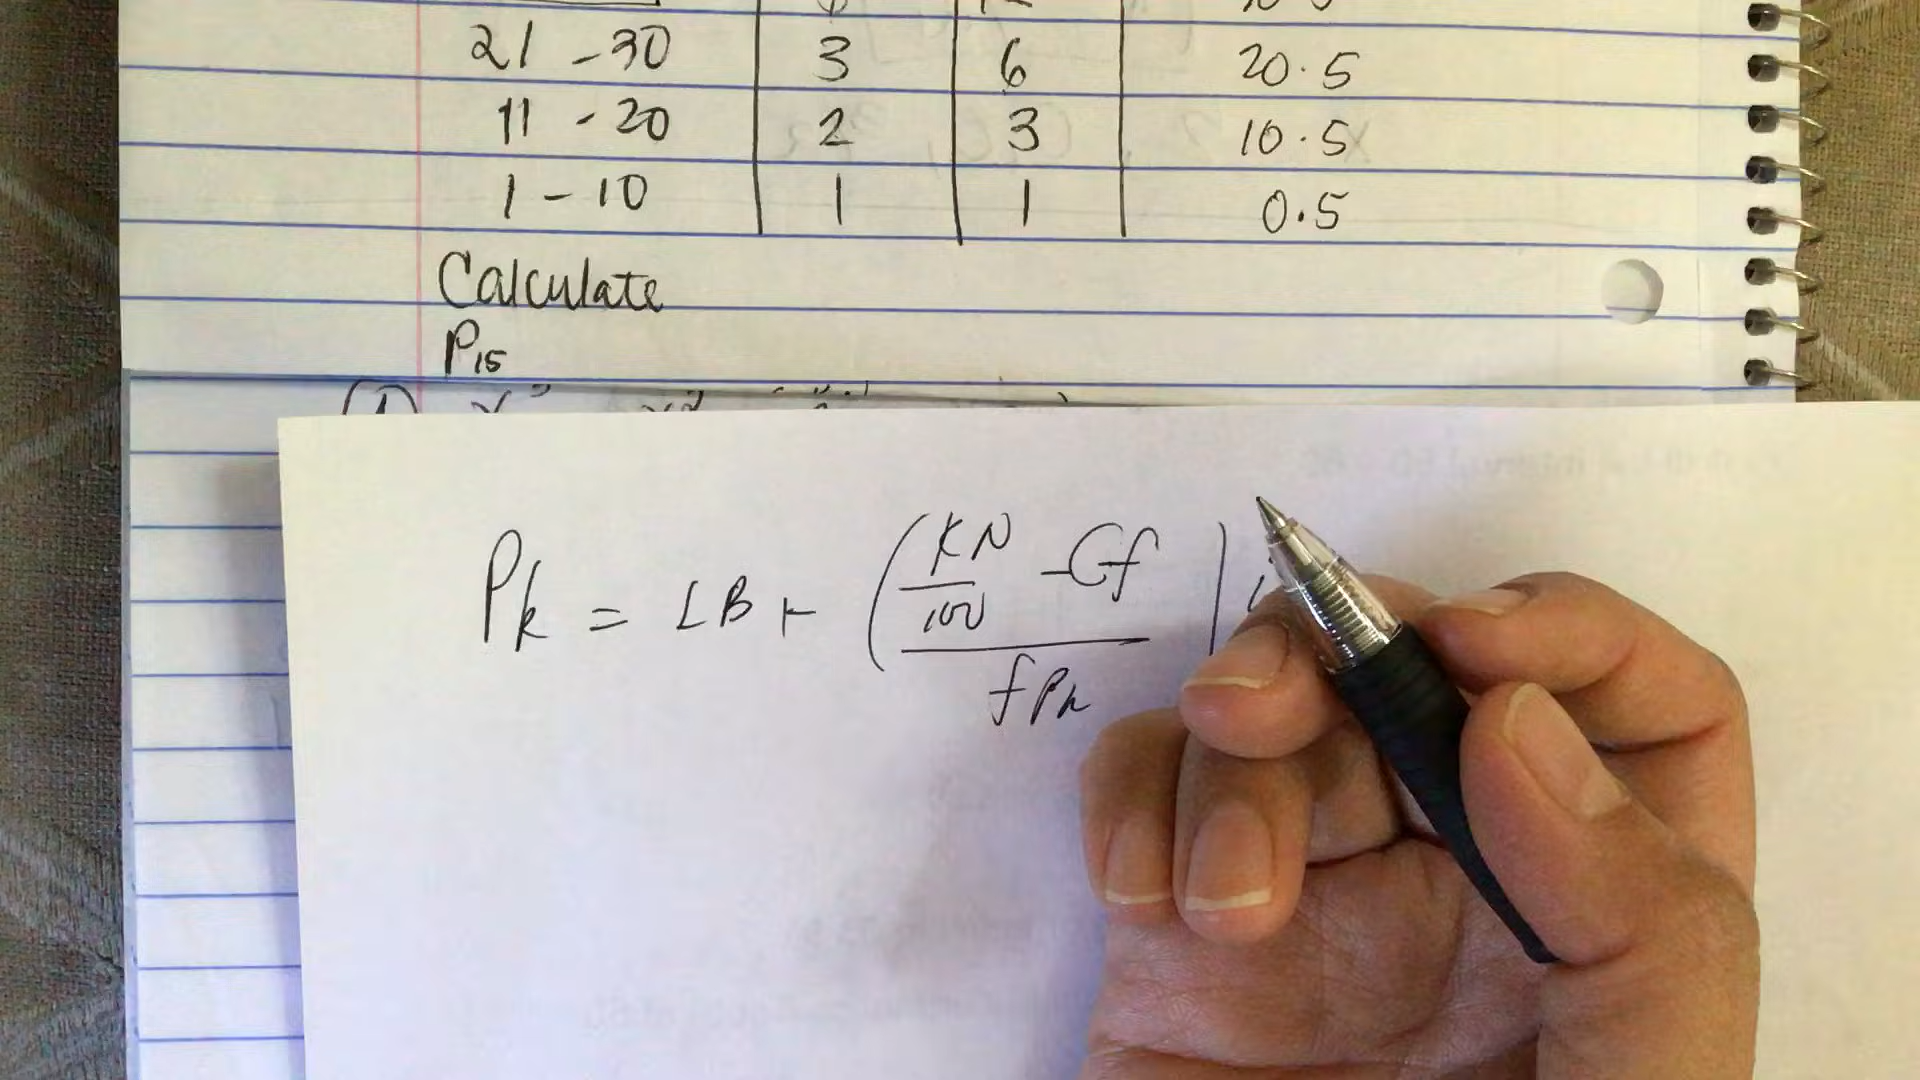 21 - 30 3 6 20.5
11 - 20 2 3 10.5
1 - 10 1 1 0.5
Calculate
P15
Pk = LB + (KN/100 - Cf / fPk) i